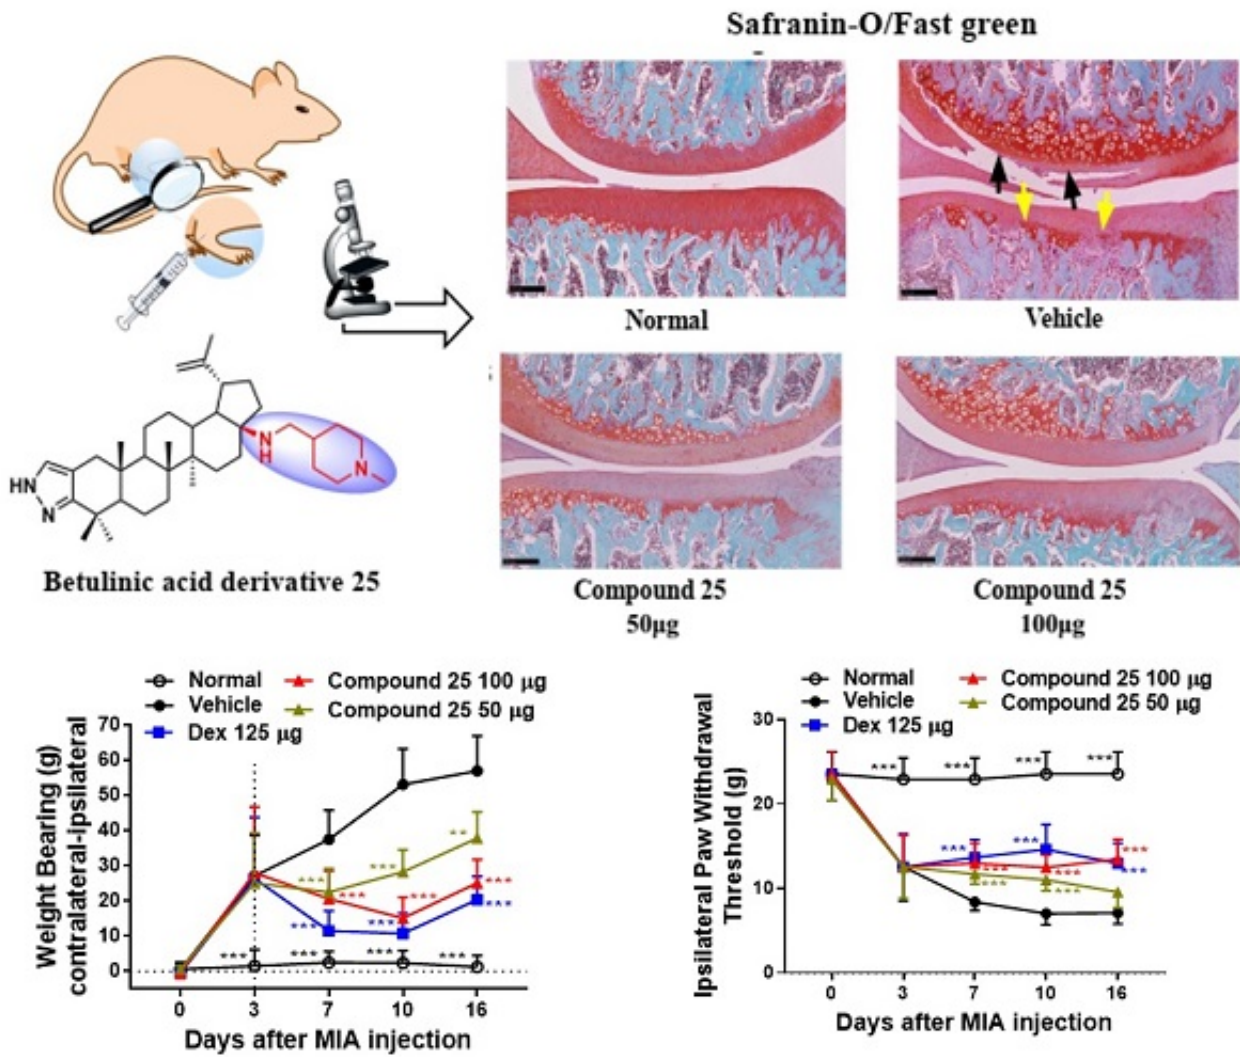 Safranin-O/Fast green
Normal
Vehicle
HN
N
N
H
N
Betulinic acid derivative 25
Compound 25
50µg
Compound 25
100µg
Normal
Vehicle
Dex 125 µg
Compound 25 100 µg
Compound 25 50 µg
Weight Bearing (g)
contralateral-ipsilateral
70
60
50
40
30
20
10
0
***
***
***
***
***
***
***
***
***
***
***
***
**
0
3
7
10
16
Days after MIA injection
Normal
Vehicle
Dex 125 µg
Compound 25 100 µg
Compound 25 50 µg
Ipsilateral Paw Withdrawal
Threshold (g)
30
20
10
0
***
***
***
***
***
***
***
***
***
***
***
***
0
3
7
10
16
Days after MIA injection